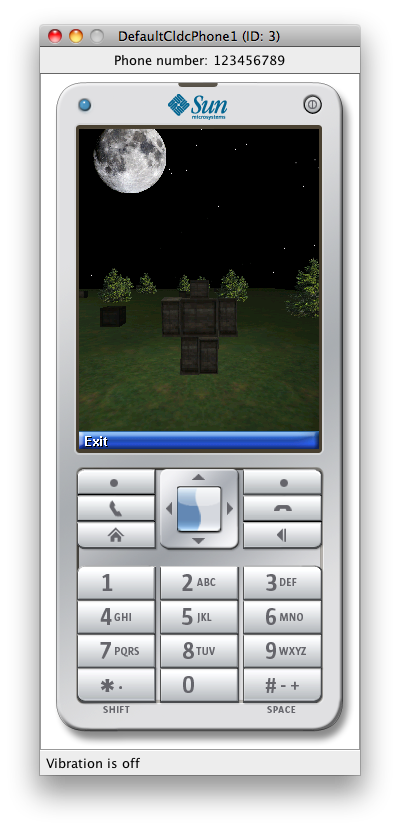 DefaultCldcPhone1 (ID: 3)
Phone number: 123456789
Sun
microsystems
Exit
1
2 ABC
3 DEF
4 GHI
5 JKL
6 MNO
7 PQRS
8 TUV
9 WXYZ
* .
0
# - +
SHIFT
SPACE
Vibration is off